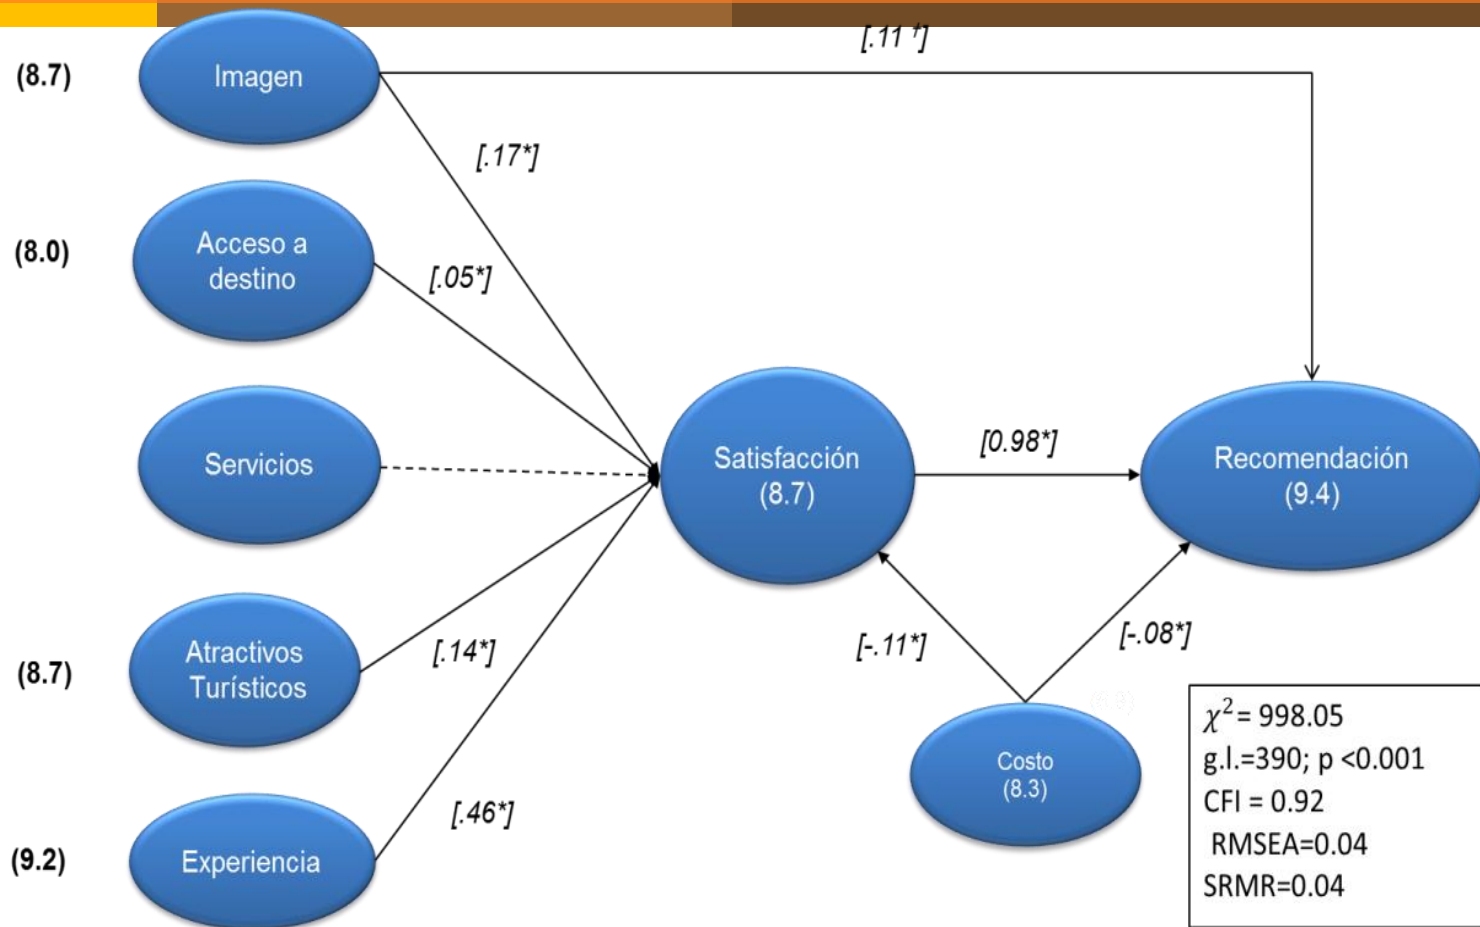 [.11 †]
(8.7)
Imagen
[.17*]
(8.0)
Acceso a
destino
[.05*]
Servicios
Satisfacción
(8.7)
[0.98*]
Recomendación
(9.4)
(8.7)
Atractivos
Turísticos
[.14*]
[-.11*]
[-.08*]
Costo
(8.3)
(9.2)
Experiencia
[.46*]
χ²= 998.05
g.l.=390; p <0.001
CFI = 0.92
RMSEA=0.04
SRMR=0.04